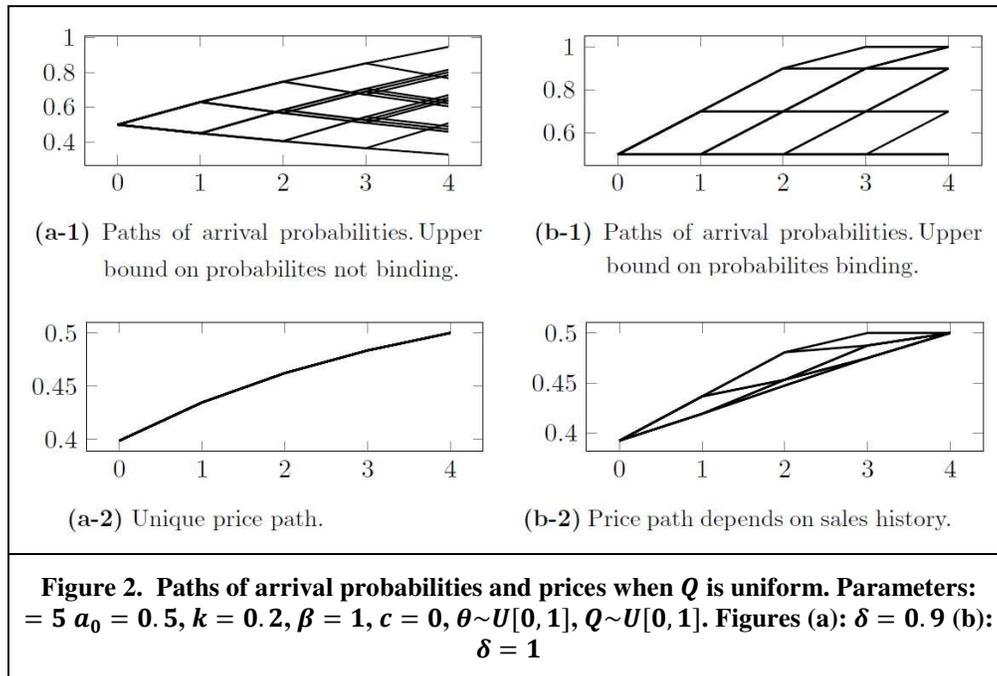 1
0.8
0.6
0.4
0 1 2 3 4
(a-1) Paths of arrival probabilities. Upper
bound on probabilites not binding.
1
0.8
0.6
0 1 2 3 4
(b-1) Paths of arrival probabilities. Upper
bound on probabilites binding.
0.5
0.45
0.4
0 1 2 3 4
(a-2) Unique price path.
0.5
0.45
0.4
0 1 2 3 4
(b-2) Price path depends on sales history.
Figure 2. Paths of arrival probabilities and prices when Q is uniform. Parameters:
= 5 a₀ = 0.5, k = 0.2, β = 1, c = 0, θ~U[0, 1], Q~U[0, 1]. Figures (a): δ = 0.9 (b):
δ = 1